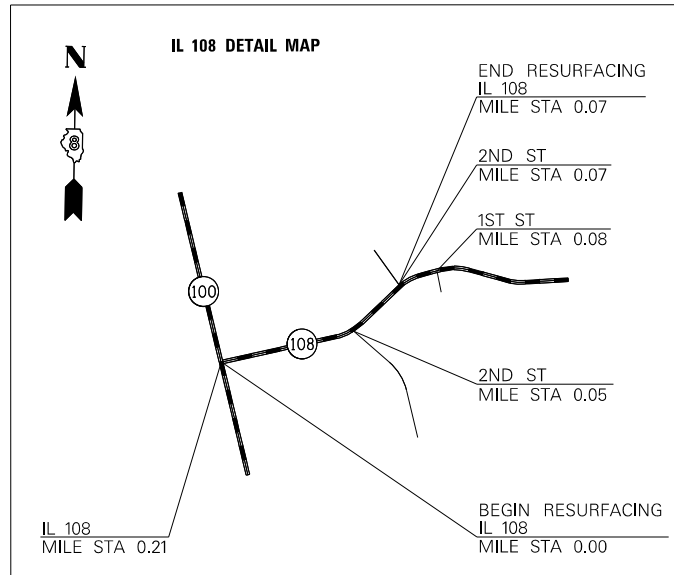 IL 108 DETAIL MAP
N
8
END RESURFACING
IL 108
MILE STA 0.07
2ND ST
MILE STA 0.07
1ST ST
MILE STA 0.08
100
108
2ND ST
MILE STA 0.05
BEGIN RESURFACING
IL 108
MILE STA 0.00
IL 108
MILE STA 0.21